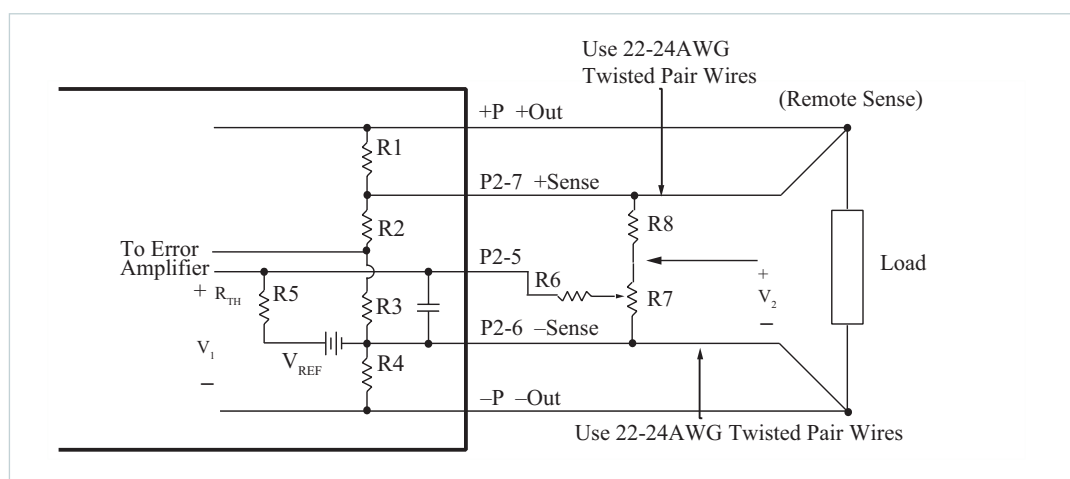 Use 22-24AWG
Twisted Pair Wires
(Remote Sense)
+P +Out
R1
P2-7 +Sense
R2
R8
To Error
Amplifier
P2-5
+
R_TH
R5
R3
R6
R7
+
V_2
–
Load
V_1
–
V_REF
R4
P2-6 –Sense
–P –Out
Use 22-24AWG Twisted Pair Wires